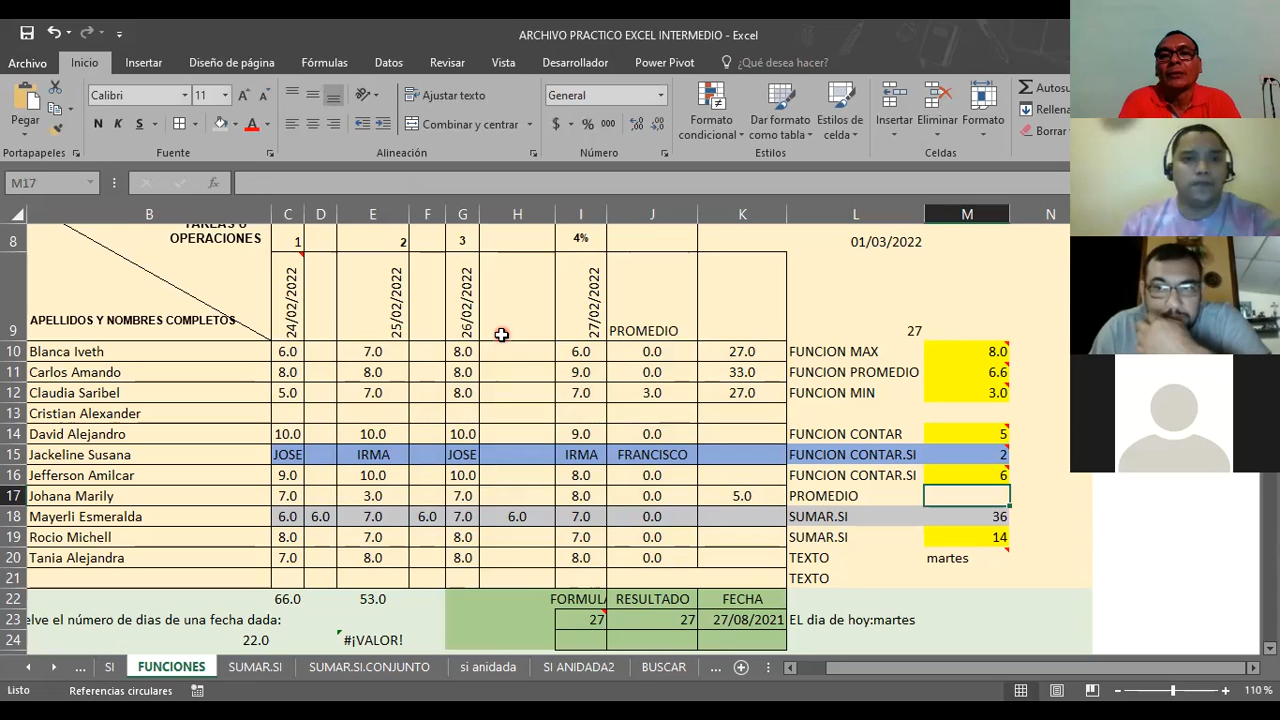 ARCHIVO PRACTICO EXCEL INTERMEDIO - Excel
Archivo Inicio Insertar Diseño de página Fórmulas Datos Revisar Vista Desarrollador Power Pivot ¿Qué desea hacer?
Pegar Calibri 11 Ajustar texto General Formato condicional Dar formato como tabla Estilos de celda Insertar Eliminar Formato Autosu
N K S Combinar y centrar $ % 000 Rellena
Borrar
Portapapeles Fuente Alineación Número Estilos Celdas
M17 fx
B C D E F G H I J K L M N
TAREAS U
8 OPERACIONES 1 2 3 4% 01/03/2022
9 APELLIDOS Y NOMBRES COMPLETOS 24/02/2022 25/02/2022 26/02/2022 27/02/2022 PROMEDIO 27
10 Blanca Iveth 6.0 7.0 8.0 6.0 0.0 27.0 FUNCION MAX 8.0
11 Carlos Amando 8.0 8.0 8.0 9.0 0.0 33.0 FUNCION PROMEDIO 6.6
12 Claudia Saribel 5.0 7.0 8.0 7.0 3.0 27.0 FUNCION MIN 3.0
13 Cristian Alexander
14 David Alejandro 10.0 10.0 10.0 9.0 0.0 FUNCION CONTAR 5
15 Jackeline Susana JOSE IRMA JOSE IRMA FRANCISCO FUNCION CONTAR.SI 2
16 Jefferson Amilcar 9.0 10.0 10.0 8.0 0.0 FUNCION CONTAR.SI 6
17 Johana Marily 7.0 3.0 7.0 8.0 0.0 5.0 PROMEDIO
18 Mayerli Esmeralda 6.0 6.0 7.0 6.0 7.0 6.0 7.0 0.0 SUMAR.SI 36
19 Rocio Michell 8.0 7.0 8.0 7.0 0.0 SUMAR.SI 14
20 Tania Alejandra 7.0 8.0 8.0 8.0 0.0 TEXTO martes
21 TEXTO
22 66.0 53.0 FORMULA RESULTADO FECHA
23 elve el número de dias de una fecha dada: 27 27 27/08/2021 EL dia de hoy:martes
24 22.0 #¡VALOR!
... SI FUNCIONES SUMAR.SI SUMAR.SI.CONJUNTO si anidada SI ANIDADA2 BUSCAR ...
Listo Referencias circulares 110 %